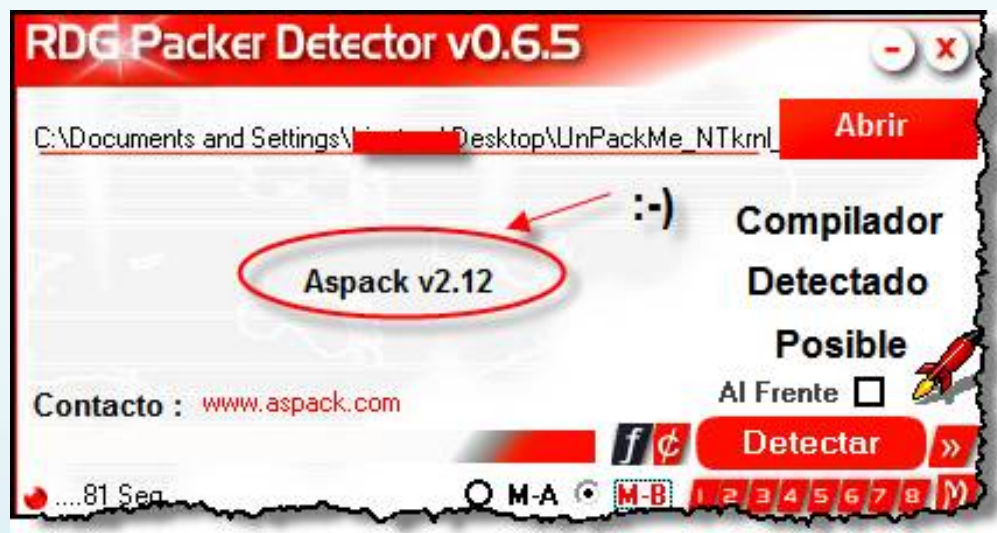 RDG Packer Detector v0.6.5
C:\Documents and Settings\ Desktop\UnPackMe_NTkrnl_
Abrir
:-)
Compilador
Aspack v2.12
Detectado
Posible
Al Frente
Contacto : www.aspack.com
Detectar »
....81 Seg
M-A M-B 1 2 3 4 5 6 7 8 M